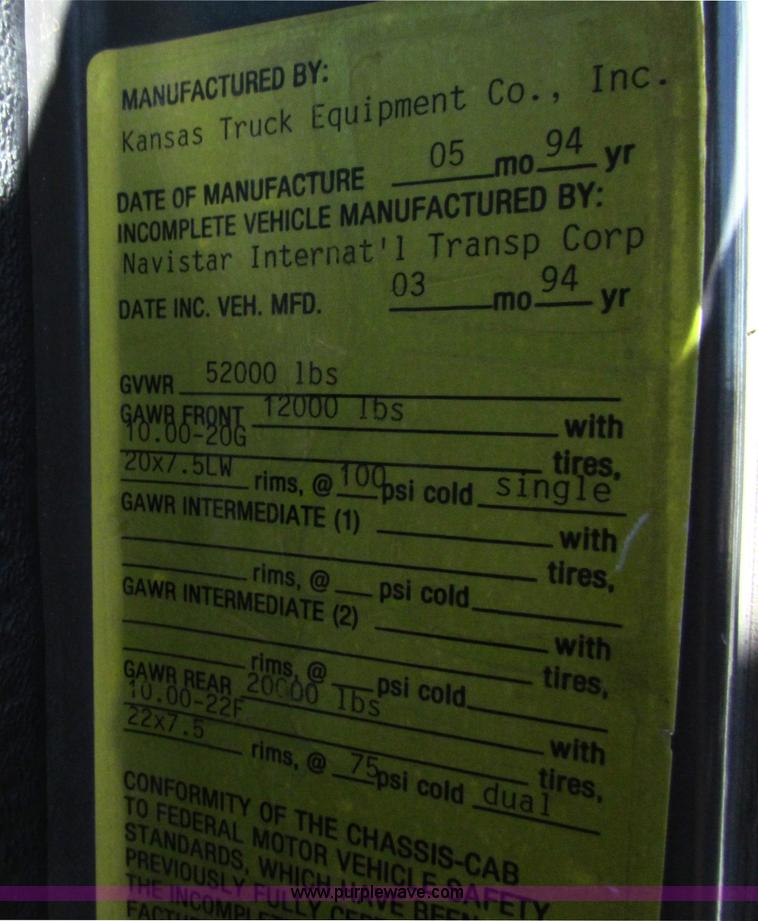 MANUFACTURED BY:
Kansas Truck Equipment Co., Inc.
DATE OF MANUFACTURE 05 mo 94 yr
INCOMPLETE VEHICLE MANUFACTURED BY:
Navistar Internat'l Transp Corp
DATE INC. VEH. MFD. 03 mo 94 yr
GVWR 52000 lbs
GAWR FRONT 12000 lbs with
10.00-20G tires,
20x7.5LW rims, @ 100 psi cold single
GAWR INTERMEDIATE (1) with
tires,
rims, @ psi cold
GAWR INTERMEDIATE (2) with
tires,
rims, @ psi cold
GAWR REAR 20000 lbs with
10.00-22F tires,
22x7.5 rims, @ 75 psi cold dual
CONFORMITY OF THE CHASSIS-CAB
TO FEDERAL MOTOR VEHICLE SAFETY
STANDARDS, WHICH HAVE BEEN
PREVIOUSLY FULLY
THE
www.purplewave.com